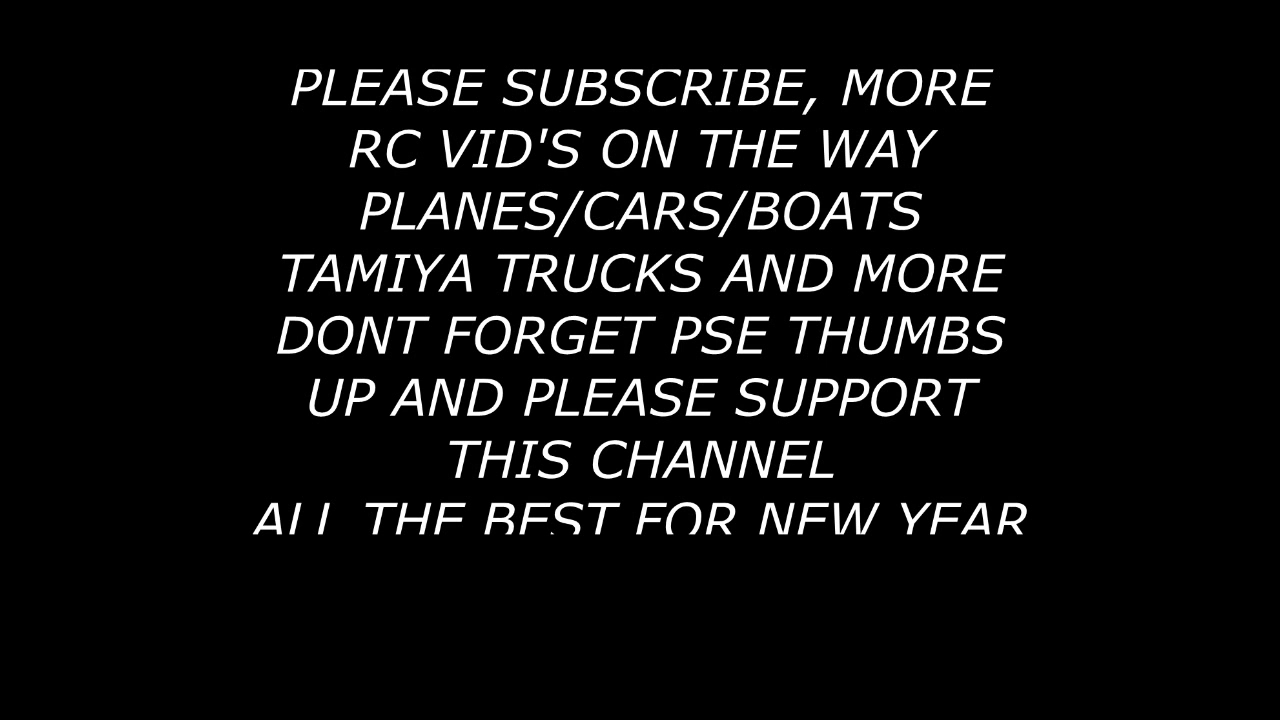 PLEASE SUBSCRIBE, MORE
RC VID'S ON THE WAY
PLANES/CARS/BOATS
TAMIYA TRUCKS AND MORE
DONT FORGET PSE THUMBS
UP AND PLEASE SUPPORT
THIS CHANNEL
ALL THE BEST FOR NEW YEAR